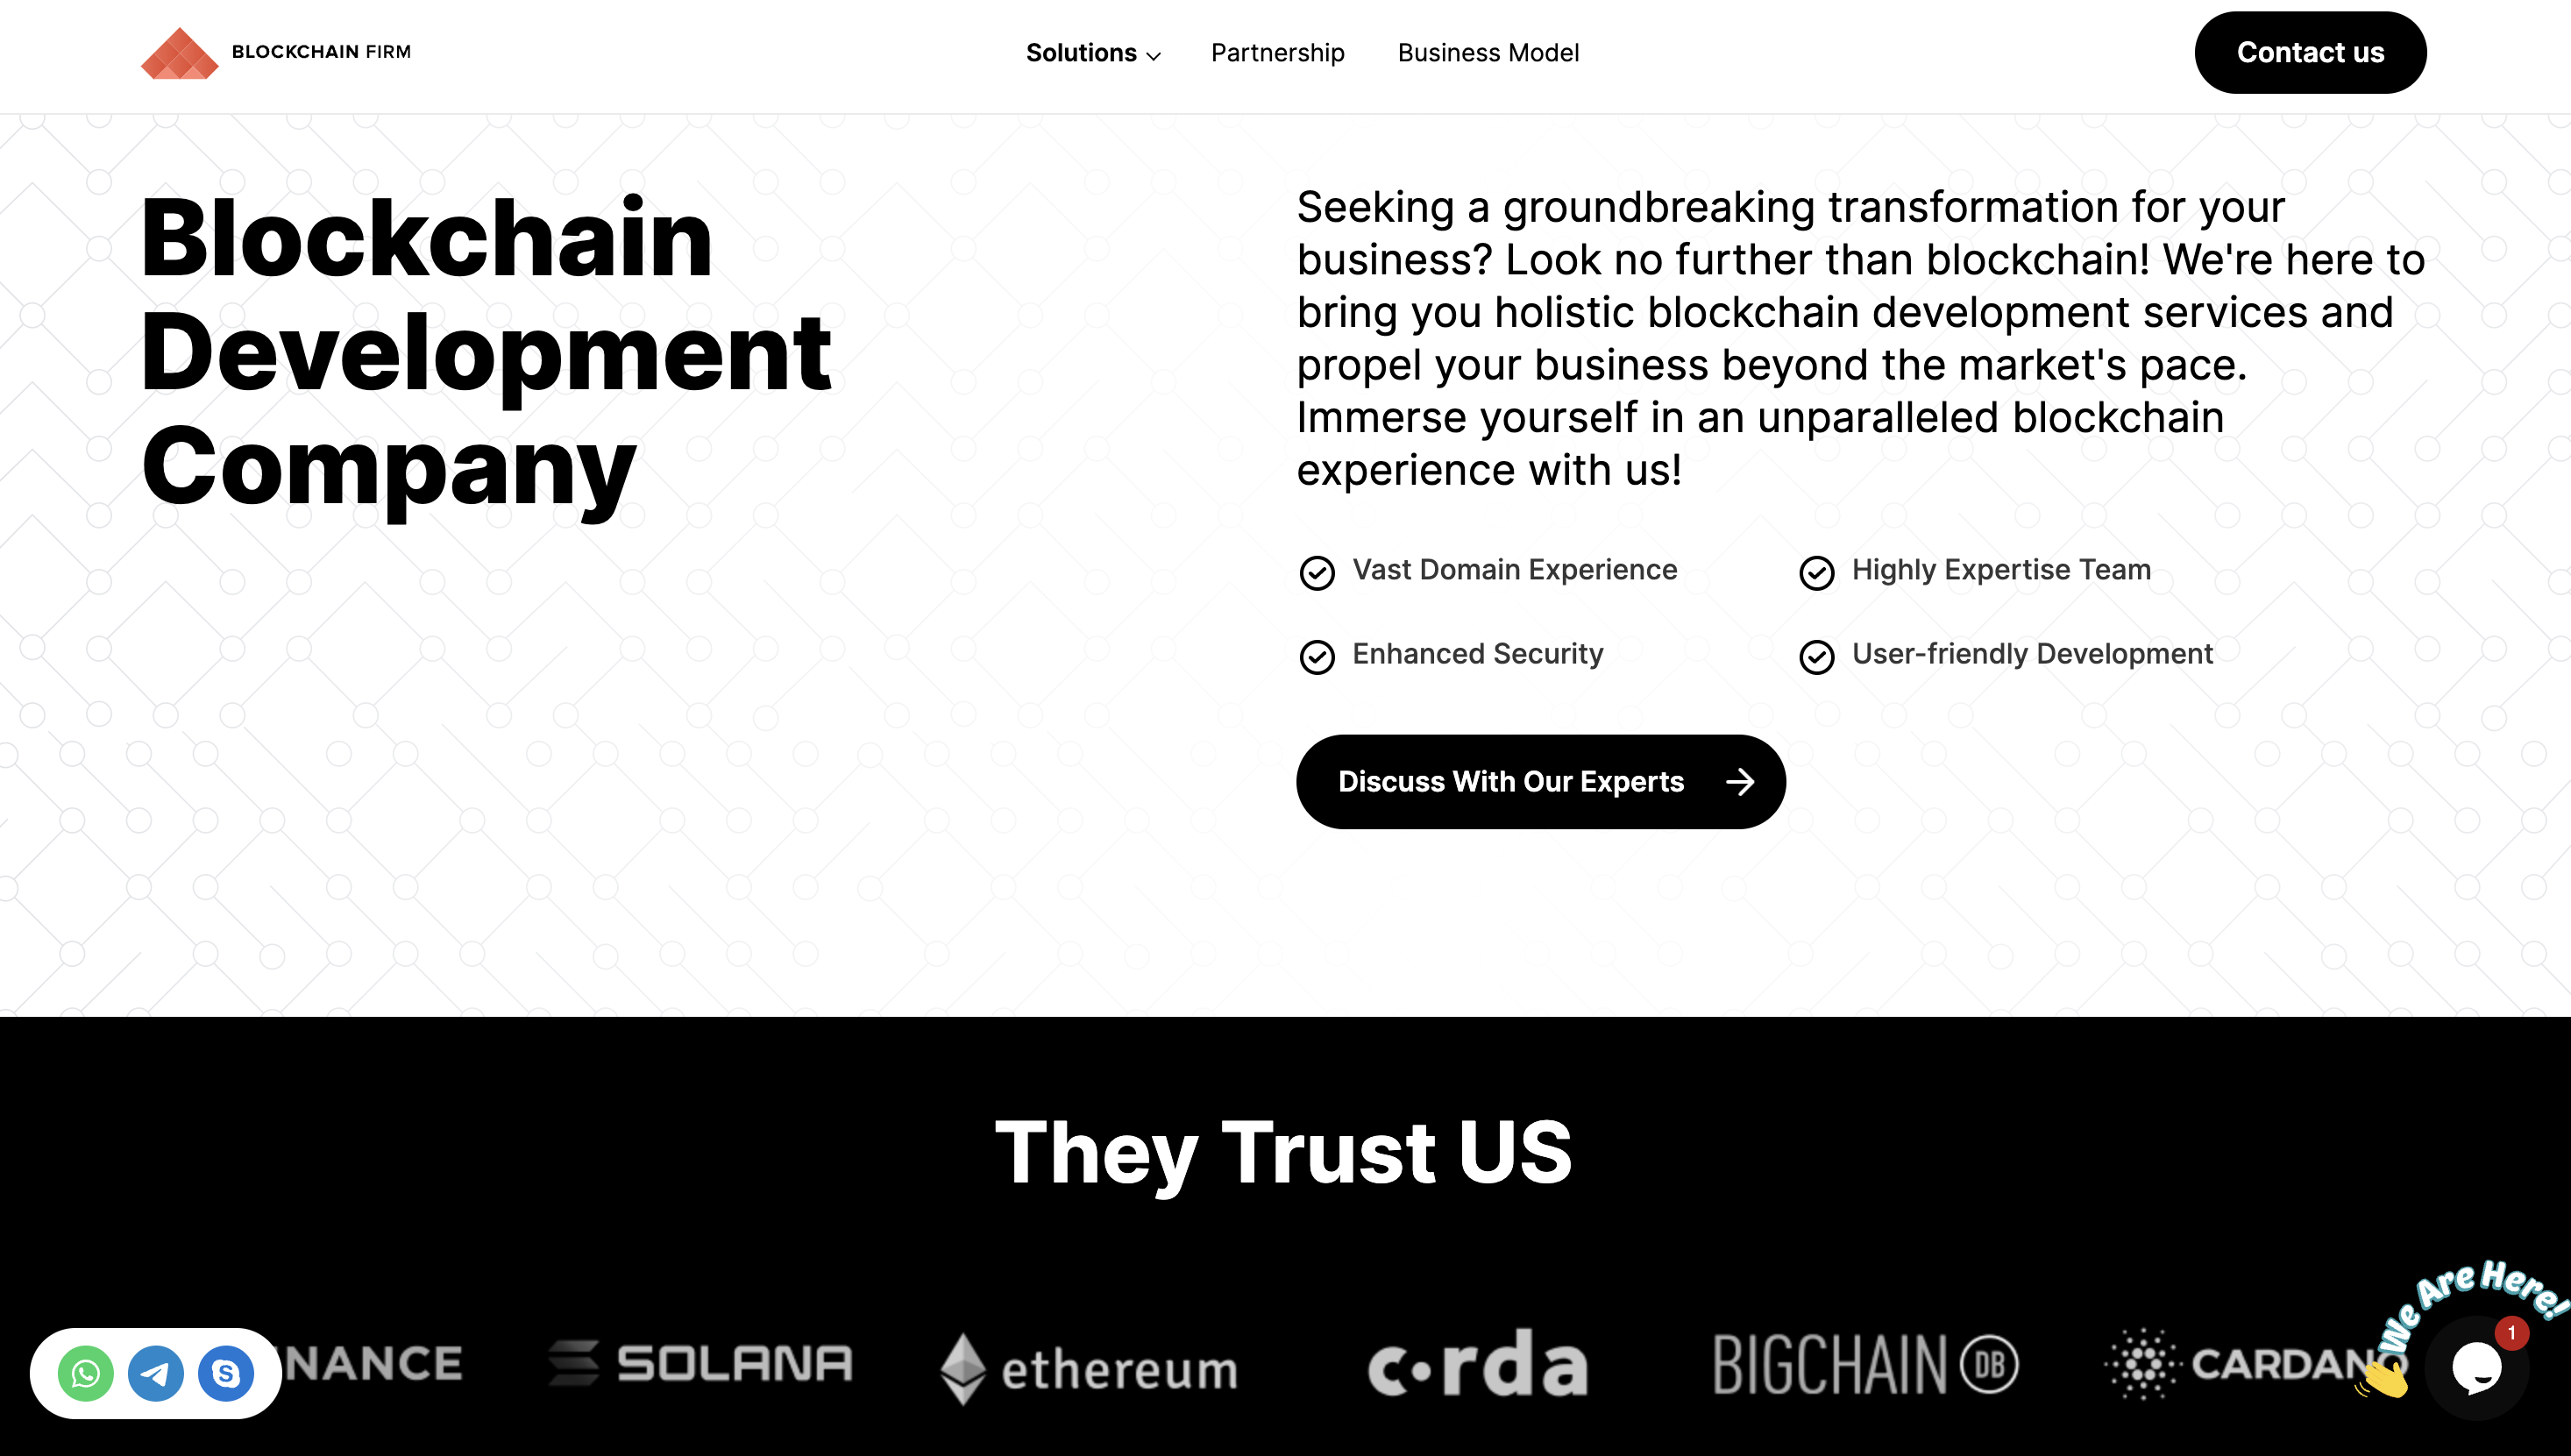 BLOCKCHAIN FIRM
Solutions
Partnership
Business Model
Contact us
Blockchain
Development
Company
Seeking a groundbreaking transformation for your
business? Look no further than blockchain! We're here to
bring you holistic blockchain development services and
propel your business beyond the market's pace.
Immerse yourself in an unparalleled blockchain
experience with us!
Vast Domain Experience
Highly Expertise Team
Enhanced Security
User-friendly Development
Discuss With Our Experts
They Trust US
NANCE
SOLANA
ethereum
c·rda
BIGCHAIN DB
CARDANO
We Are Here!
1